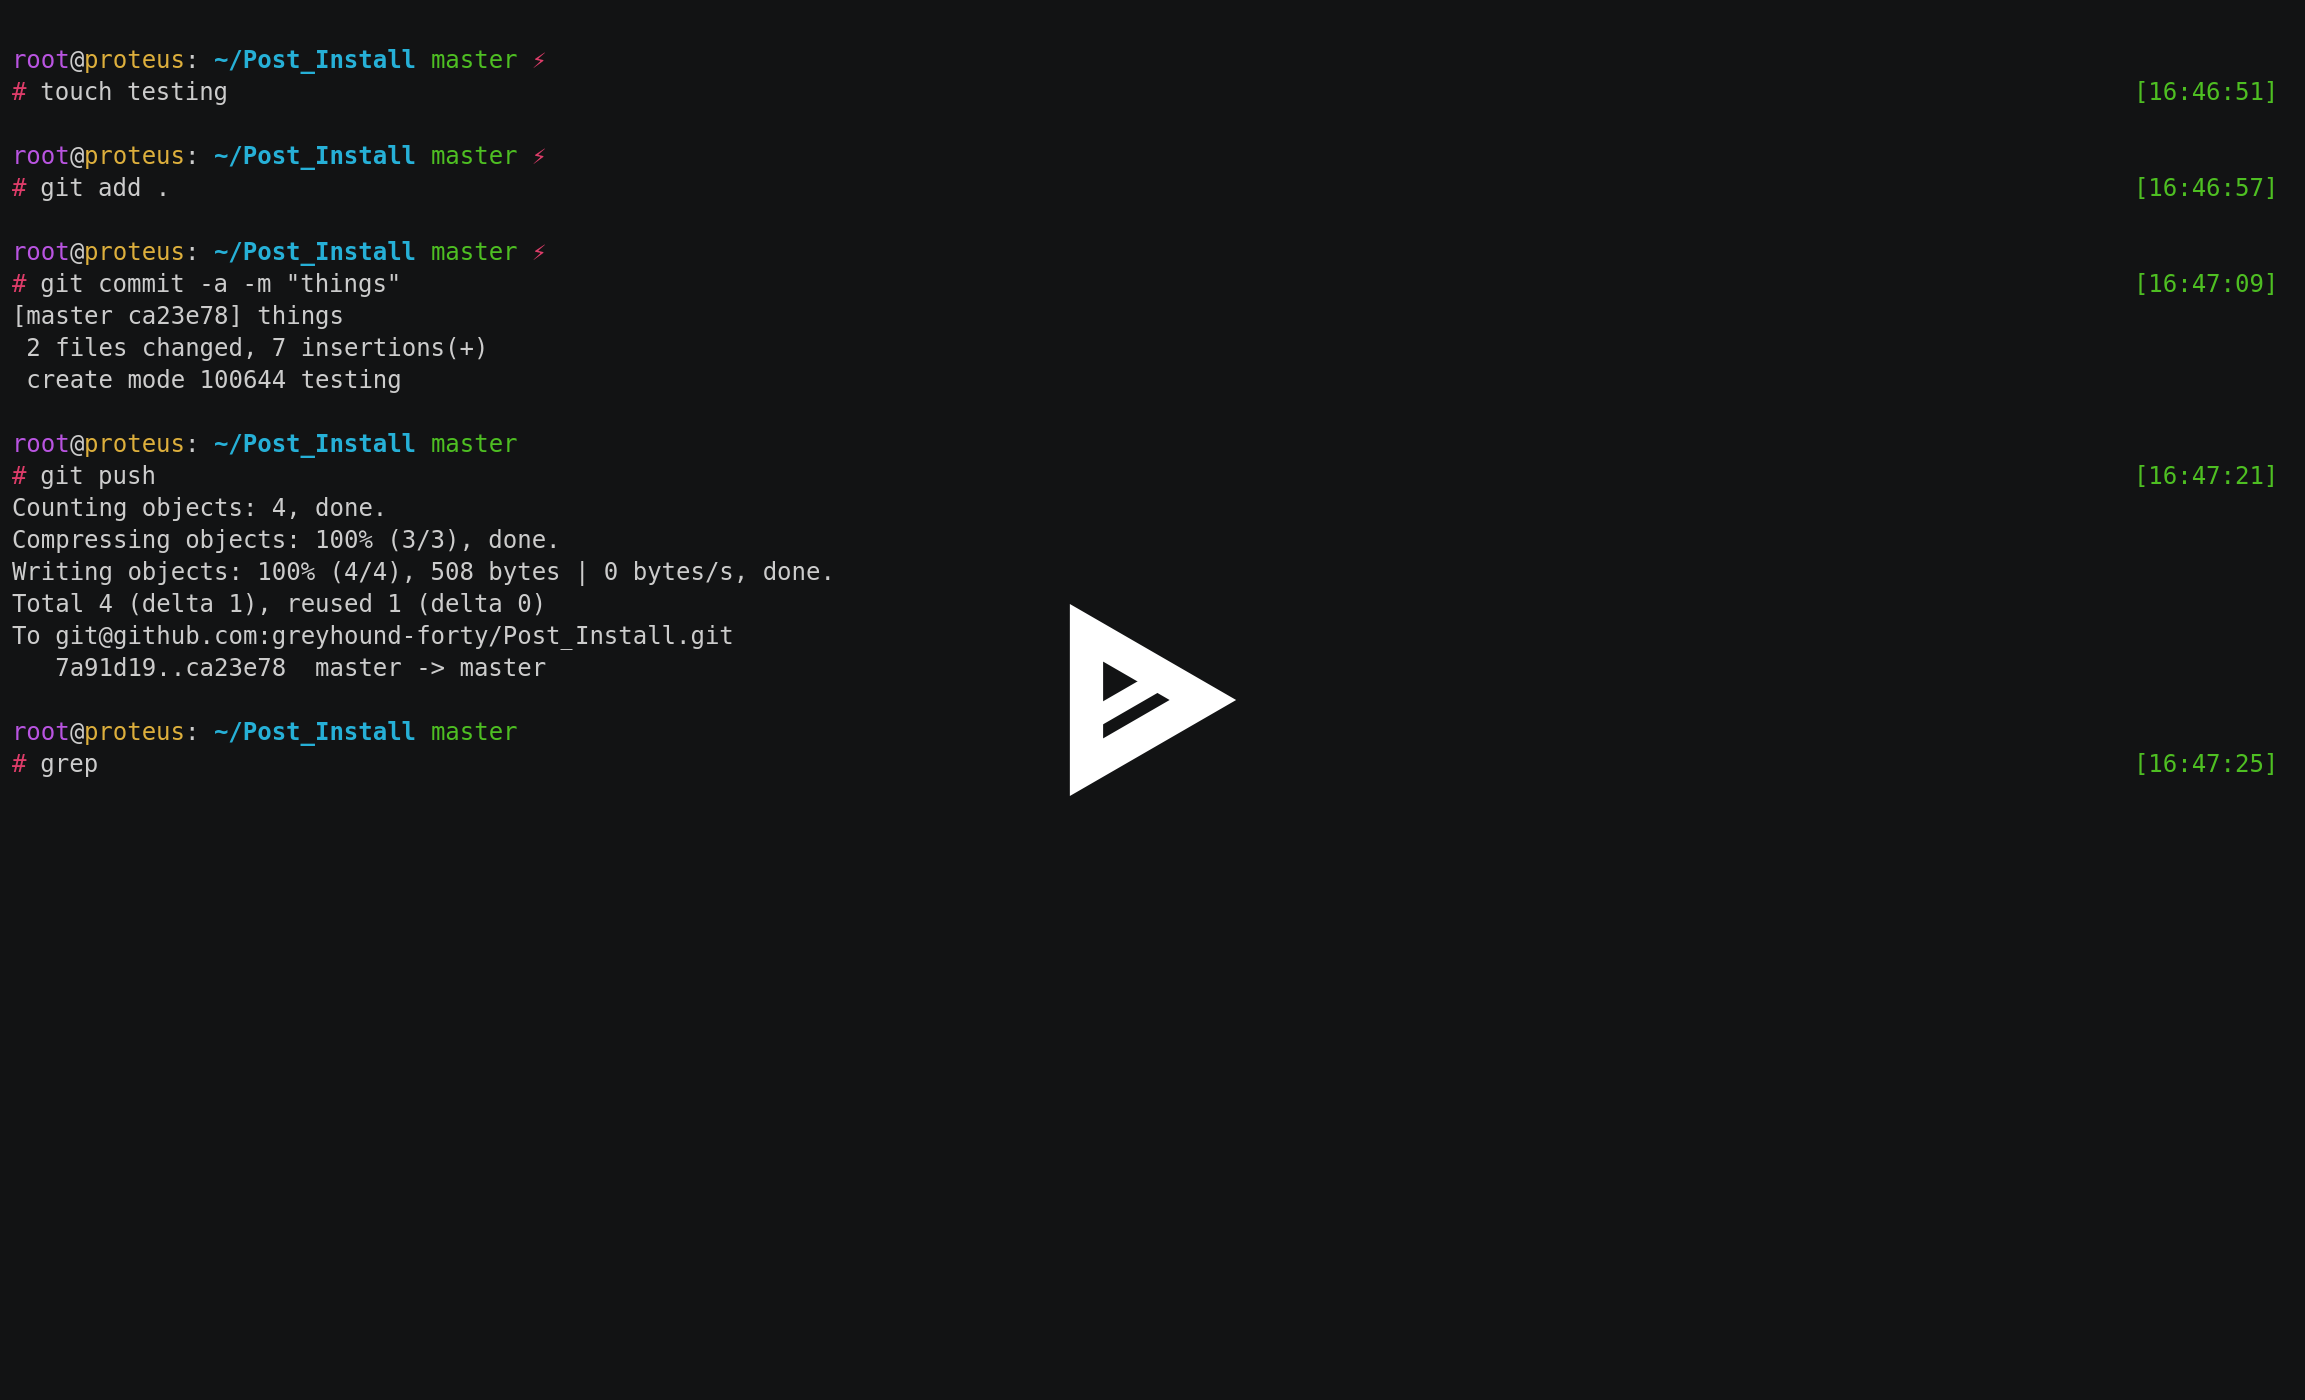 root@proteus: ~/Post_Install master ⚡
# touch testing [16:46:51]
root@proteus: ~/Post_Install master ⚡
# git add . [16:46:57]
root@proteus: ~/Post_Install master ⚡
# git commit -a -m "things" [16:47:09]
[master ca23e78] things
 2 files changed, 7 insertions(+)
 create mode 100644 testing
root@proteus: ~/Post_Install master
# git push [16:47:21]
Counting objects: 4, done.
Compressing objects: 100% (3/3), done.
Writing objects: 100% (4/4), 508 bytes | 0 bytes/s, done.
Total 4 (delta 1), reused 1 (delta 0)
To git@github.com:greyhound-forty/Post_Install.git
   7a91d19..ca23e78  master -> master
root@proteus: ~/Post_Install master
# grep [16:47:25]